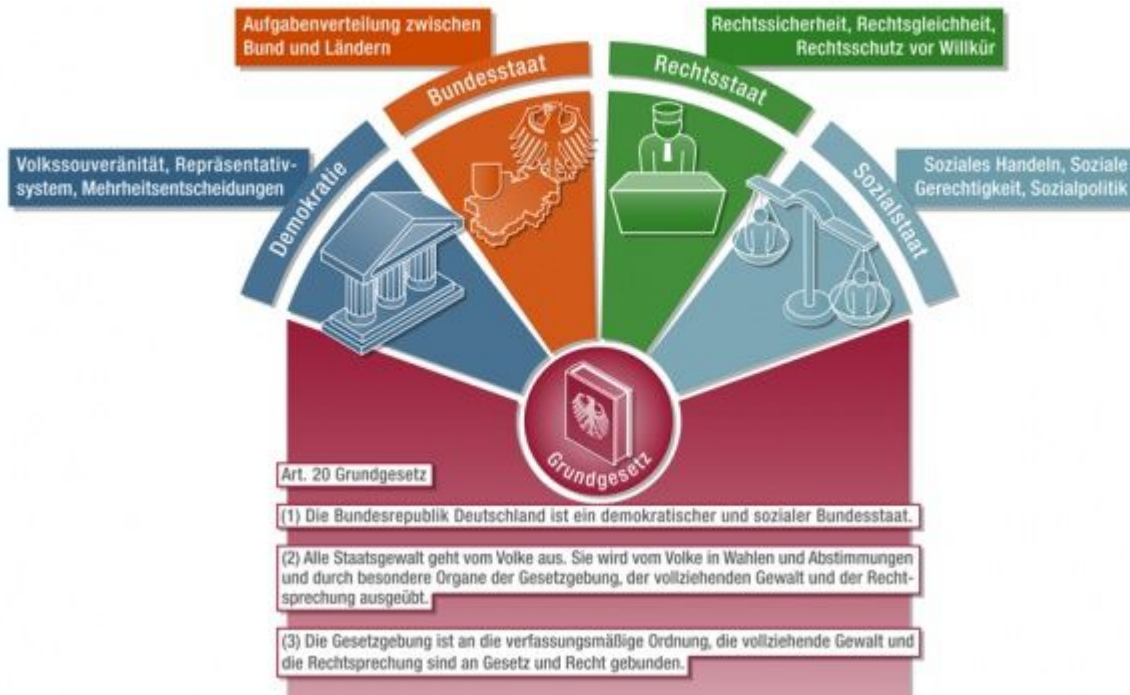 Aufgabenverteilung zwischen
Bund und Ländern
Rechtssicherheit, Rechtsgleichheit,
Rechtsschutz vor Willkür
Bundesstaat
Rechtsstaat
Volkssouveränität, Repräsentativ-
system, Mehrheitsentscheidungen
Demokratie
Sozialstaat
Soziales Handeln, Soziale
Gerechtigkeit, Sozialpolitik
Grundgesetz
Art. 20 Grundgesetz
(1) Die Bundesrepublik Deutschland ist ein demokratischer und sozialer Bundesstaat.
(2) Alle Staatsgewalt geht vom Volke aus. Sie wird vom Volke in Wahlen und Abstimmungen
und durch besondere Organe der Gesetzgebung, der vollziehenden Gewalt und der Recht-
sprechung ausgeübt.
(3) Die Gesetzgebung ist an die verfassungsmäßige Ordnung, die vollziehende Gewalt und
die Rechtsprechung sind an Gesetz und Recht gebunden.